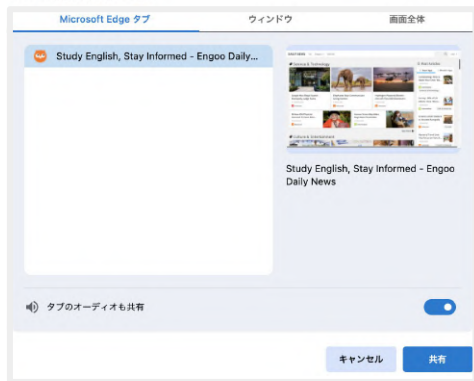 Microsoft Edge タブ
ウィンドウ
画面全体
Study English, Stay Informed - Engoo Daily...
Study English, Stay Informed - Engoo
Daily News
タブのオーディオも共有
キャンセル
共有